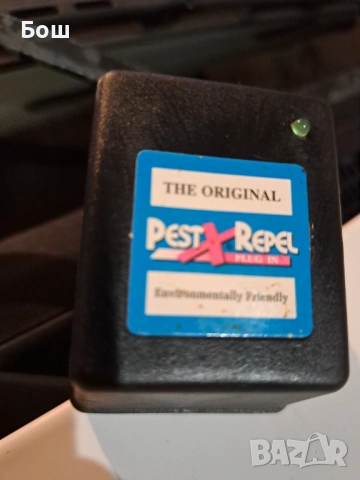 Бош
THE ORIGINAL
PEST X REPEL
PLUG IN
Environmentally Friendly
BAZAR
.bg